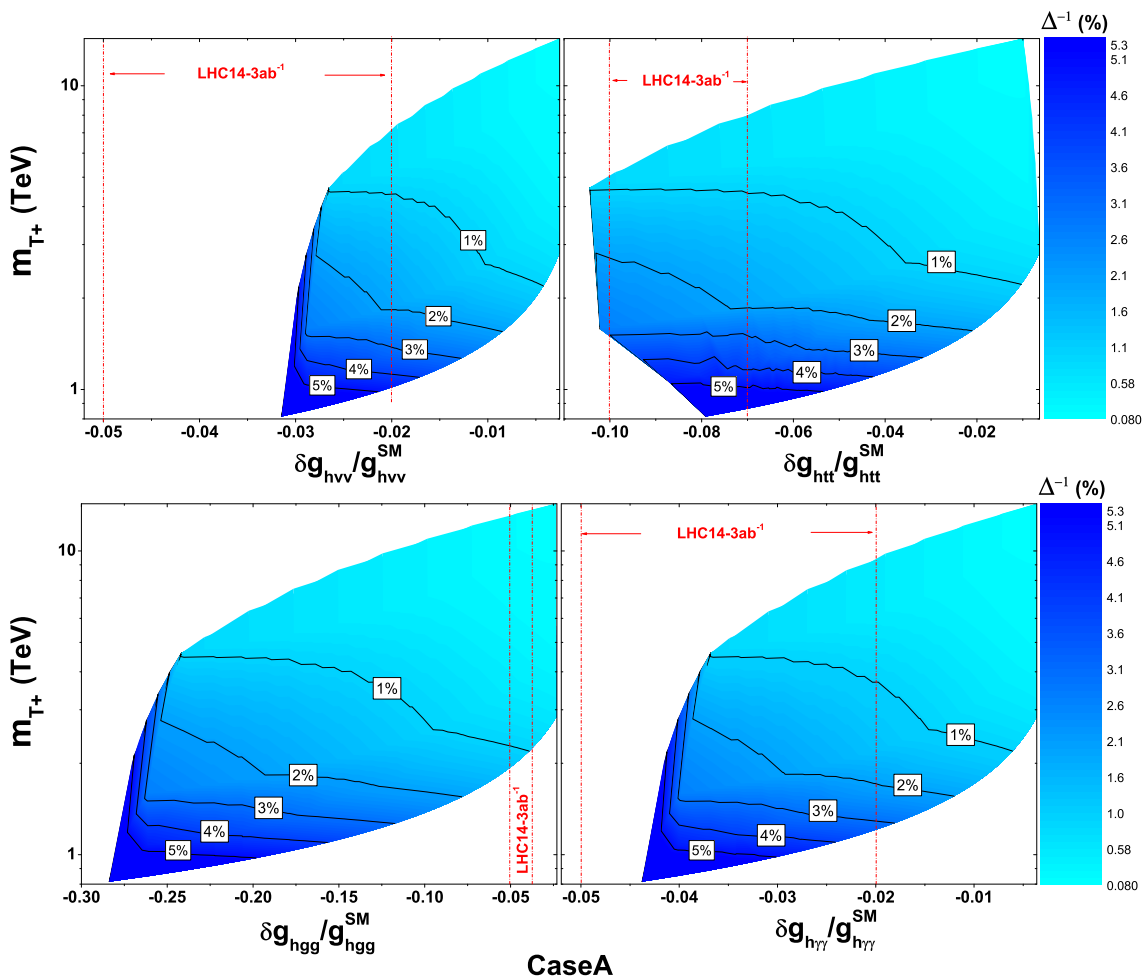 Δ⁻¹ (%)
LHC14-3ab⁻¹
LHC14-3ab⁻¹
m_T+ (TeV)
10
1
1%
2%
3%
4%
5%
1%
2%
3%
4%
5%
5.3
5.1
4.6
4.1
3.6
3.1
2.6
2.1
1.6
1.1
0.58
0.080
-0.05 -0.04 -0.03 -0.02 -0.01
-0.10 -0.08 -0.06 -0.04 -0.02
δg_hvv/g_hvv^SM
δg_htt/g_htt^SM
Δ⁻¹ (%)
LHC14-3ab⁻¹
m_T+ (TeV)
10
1
1%
2%
3%
4%
5%
LHC14-3ab⁻¹
1%
2%
3%
4%
5%
5.3
5.1
4.6
4.1
3.6
3.1
2.6
2.1
1.6
1.0
0.58
0.080
-0.30 -0.25 -0.20 -0.15 -0.10 -0.05
-0.05 -0.04 -0.03 -0.02 -0.01
δg_hgg/g_hgg^SM
δg_hγγ/g_hγγ^SM
CaseA